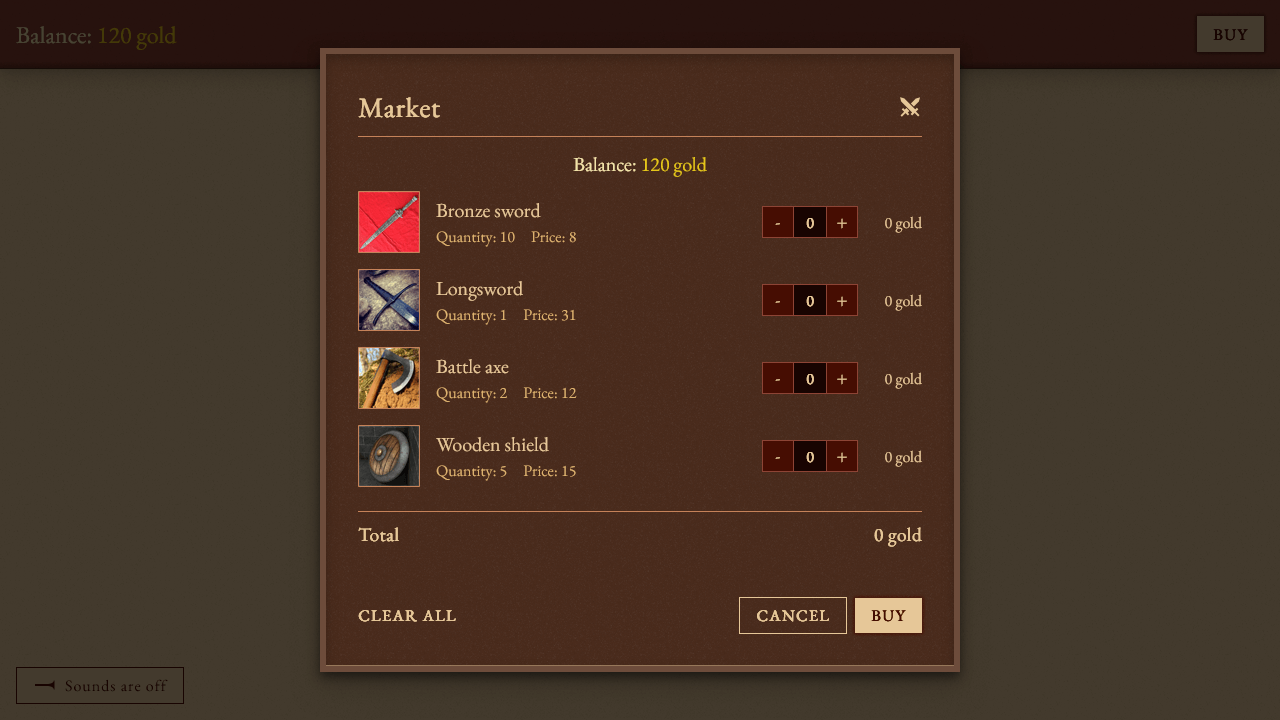 Balance: 120 gold
BUY
Market
Balance: 120 gold
Bronze sword
Quantity: 10 Price: 8
- 0 + 0 gold
Longsword
Quantity: 1 Price: 31
- 0 + 0 gold
Battle axe
Quantity: 2 Price: 12
- 0 + 0 gold
Wooden shield
Quantity: 5 Price: 15
- 0 + 0 gold
Total 0 gold
CLEAR ALL CANCEL BUY
Sounds are off